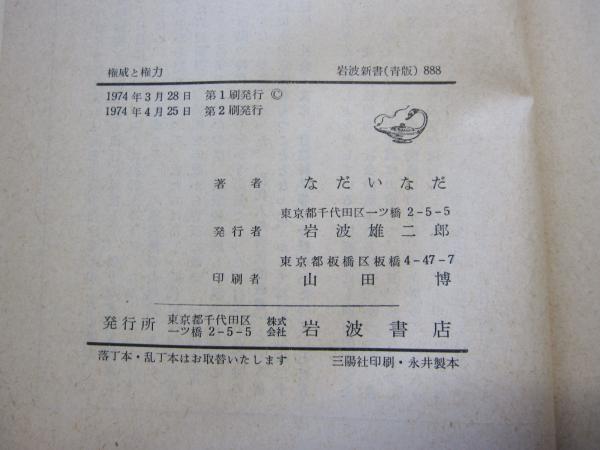 権威と権力 岩波新書(青版) 888
1974年3月28日 第1刷発行 ©
1974年4月25日 第2刷発行
著者 なだいなだ
東京都千代田区一ツ橋 2-5-5
発行者 岩波雄二郎
東京都板橋区板橋 4-47-7
印刷者 山田博
発行所 東京都千代田区 株式 岩波書店
一ツ橋 2-5-5 会社
落丁本・乱丁本はお取替いたします 三陽社印刷・永井製本